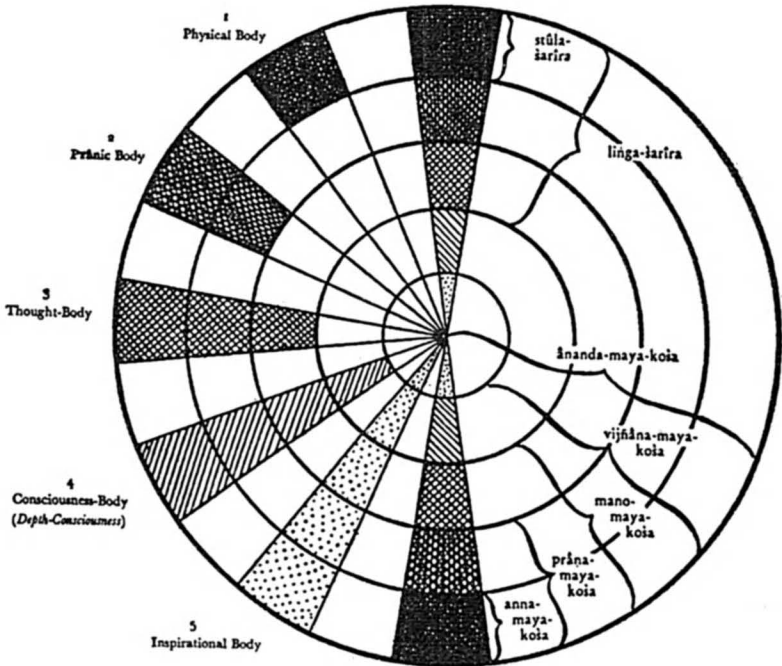 1
Physical Body
2
Prânic Body
3
Thought-Body
4
Consciousness-Body
(Depth-Consciousness)
5
Inspirational Body
stûla-
śarîra
liṅga-śarîra
ânanda-maya-kośa
vijñâna-maya-
kośa
mano-
maya-
kośa
prâṇa-
maya-
kośa
anna-
maya-
kośa